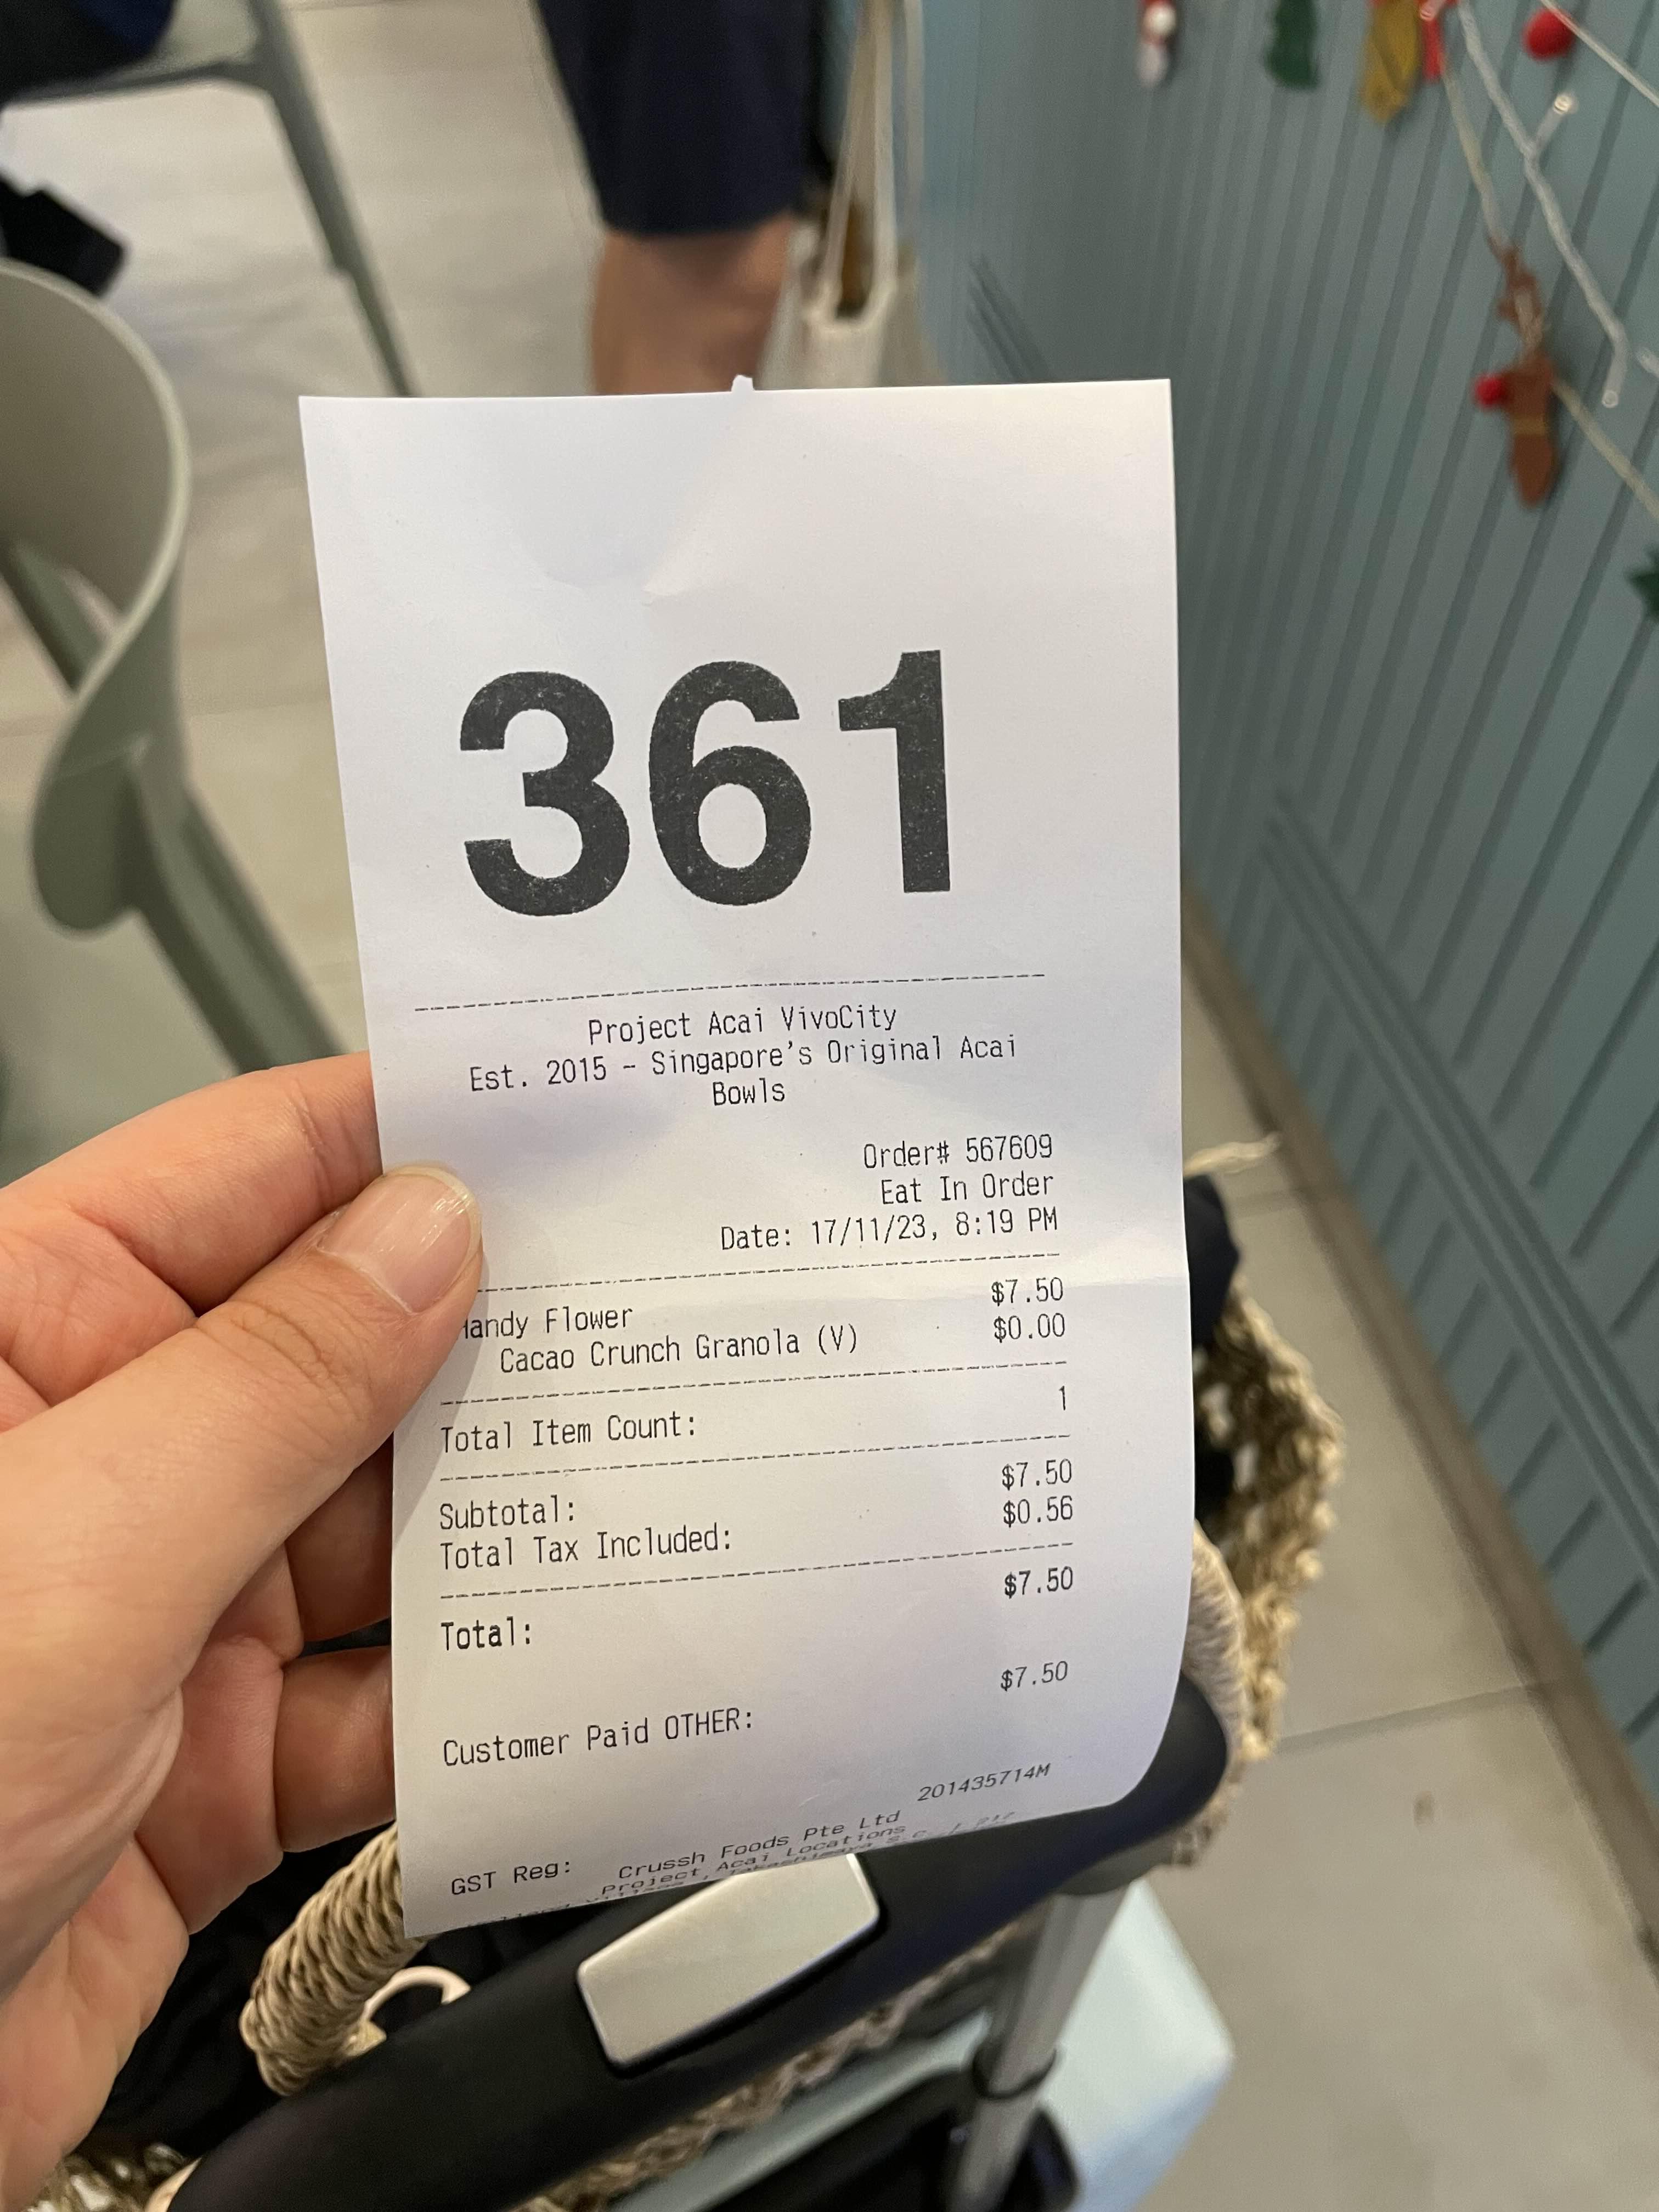 361
Project Acai VivoCity
Est. 2015 - Singapore's Original Acai
Bowls
Order# 567609
Eat In Order
Date: 17/11/23, 8:19 PM
Flower $7.50
Cacao Crunch Granola (V) $0.00
Total Item Count: 1
Subtotal: $7.50
Total Tax Included: $0.56
Total: $7.50
Customer Paid OTHER: $7.50
GST Reg: 201435714M
Crussh Foods Pte Ltd
Project Acai Locations